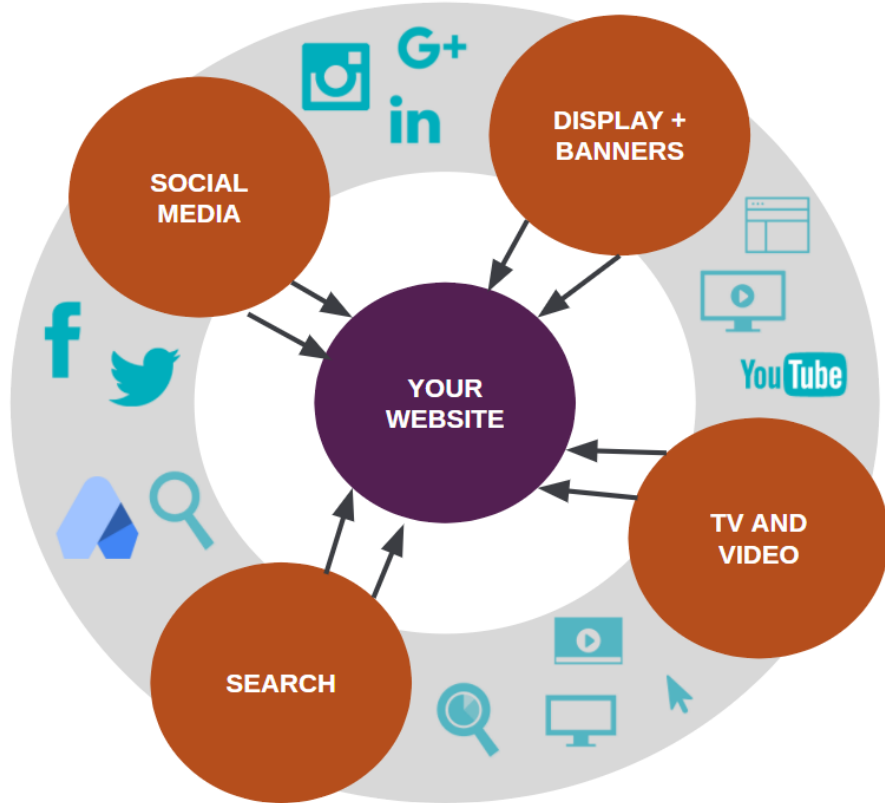 G+
in
DISPLAY +
BANNERS
SOCIAL
MEDIA
f
YouTube
YOUR
WEBSITE
TV AND
VIDEO
SEARCH